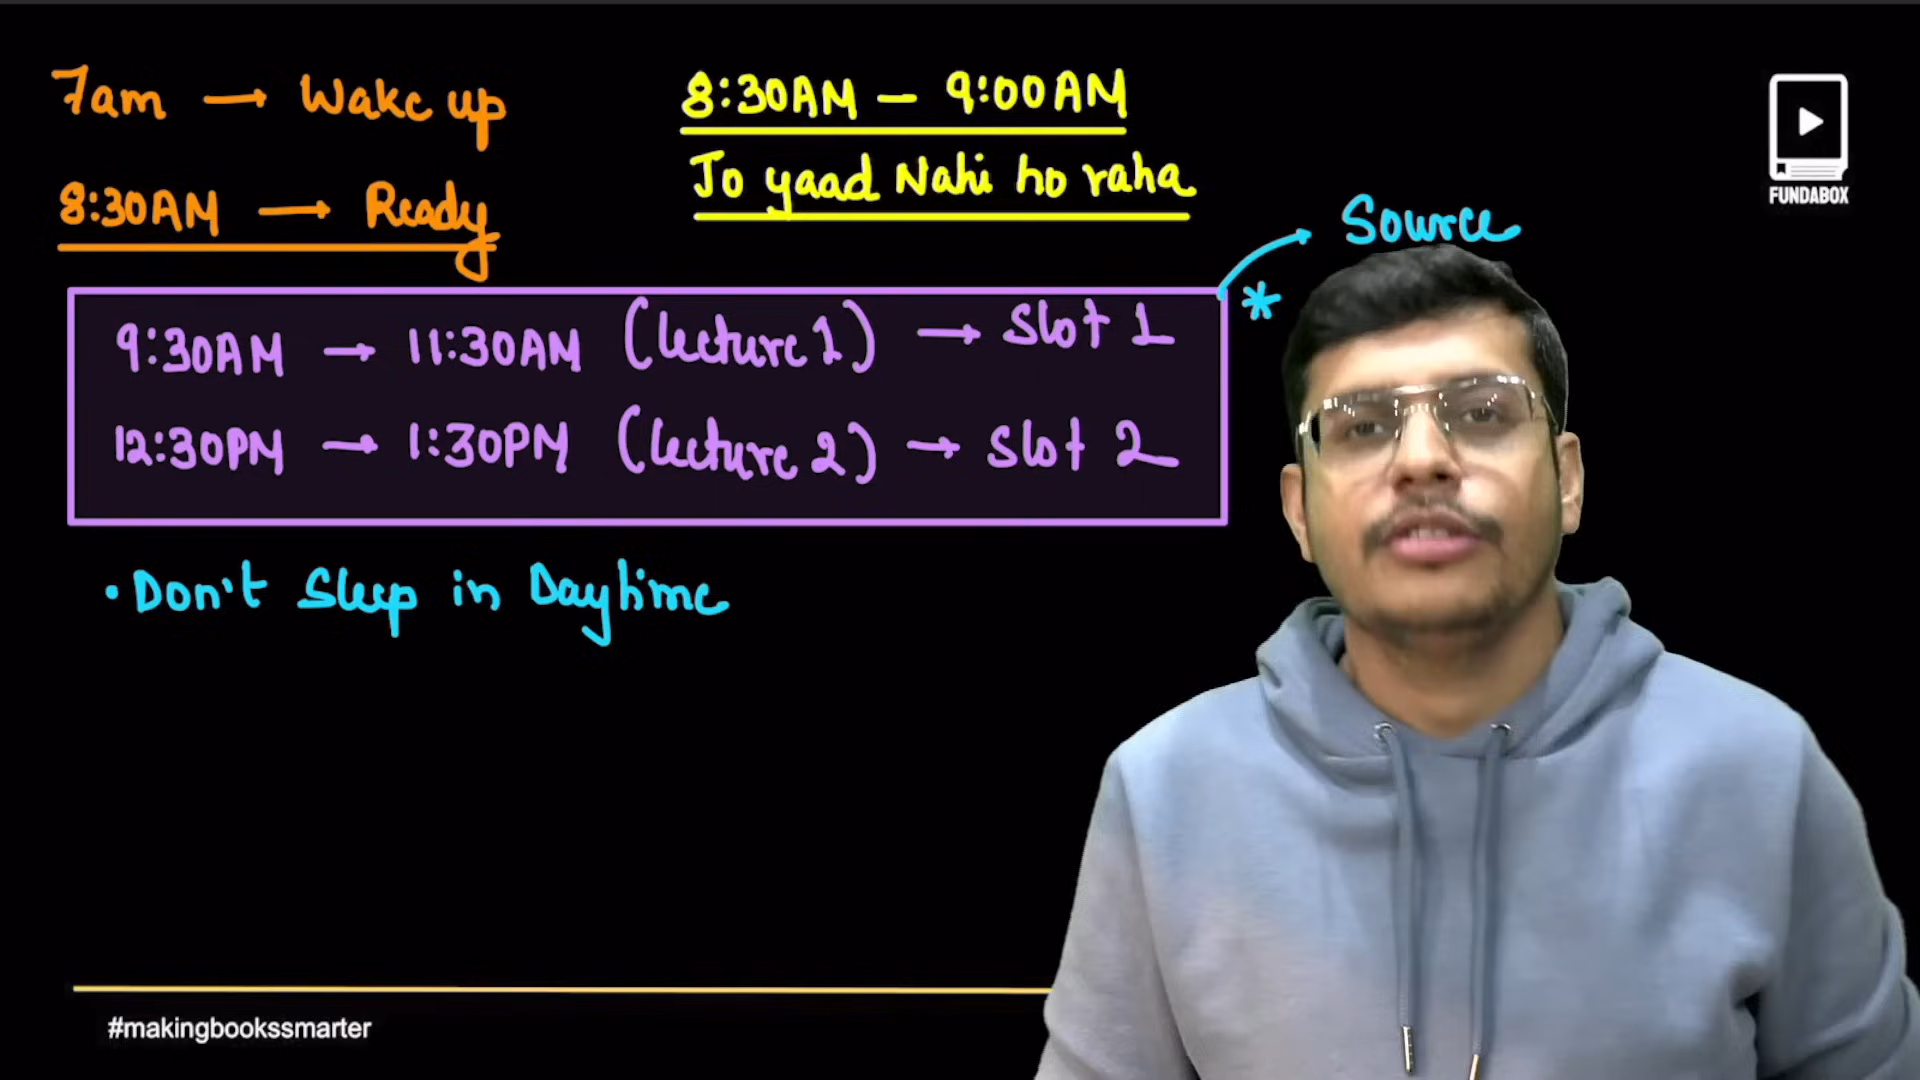 7am → Wake up
8:30AM → Ready
8:30AM – 9:00AM
Jo yaad Nahi ho raha
Source
*
9:30AM → 11:30AM (lecture 1) → Slot 1
12:30PM → 1:30PM (lecture 2) → Slot 2
• Don't Sleep in Daytime
FUNDABOX
#makingbookssmarter